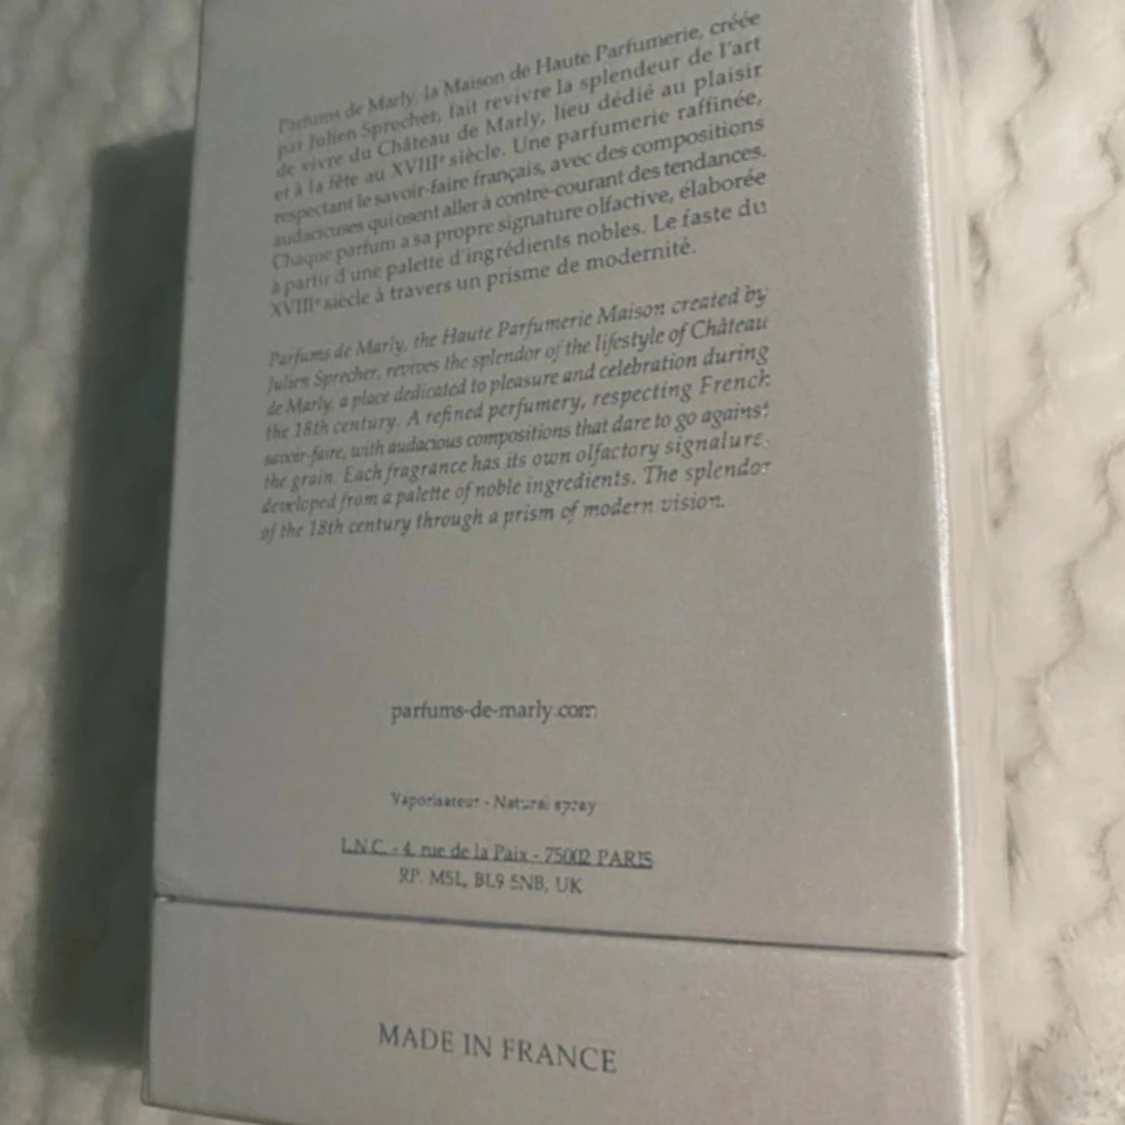 Parfums de Marly, la Maison de Haute Parfumerie, créée
par Julien Sprecher, fait revivre la splendeur de l'art
de vivre du Château de Marly, lieu dédié au plaisir
et à la fête au XVIIIᵉ siècle. Une parfumerie raffinée,
respectant le savoir-faire français, avec des compositions
audacieuses qui osent aller à contre-courant des tendances.
Chaque parfum a sa propre signature olfactive, élaborée
à partir d'une palette d'ingrédients nobles. Le faste du
XVIIIᵉ siècle à travers un prisme de modernité.
Parfums de Marly, the Haute Parfumerie Maison created by
Julien Sprecher, revives the splendor of the lifestyle of Château
de Marly, a place dedicated to pleasure and celebration during
the 18th century. A refined perfumery, respecting French
savoir-faire, with audacious compositions that dare to go against
the grain. Each fragrance has its own olfactory signature,
developed from a palette of noble ingredients. The splendor
of the 18th century through a prism of modern vision.
parfums-de-marly.com
Vaporisateur - Natural spray
L.N.C. - 4, rue de la Paix - 75002 PARIS
RP. MSL, BL9 5NB, UK
MADE IN FRANCE